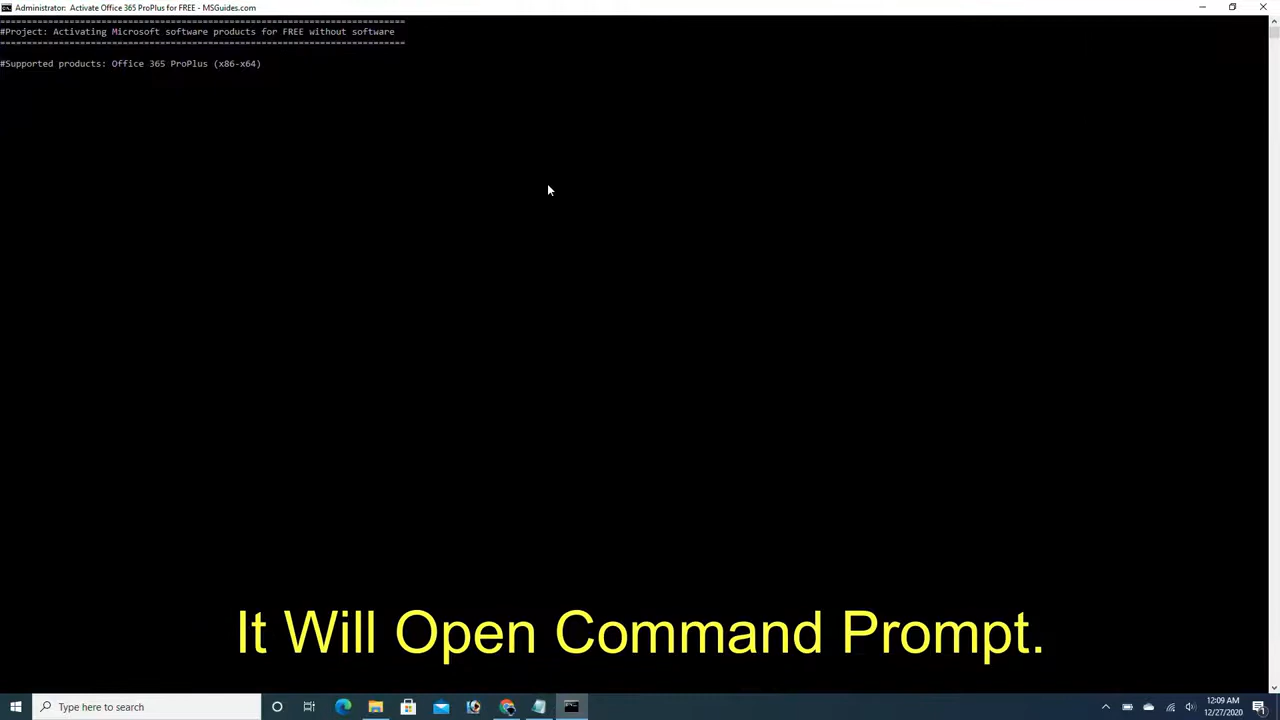 Administrator: Activate Office 365 ProPlus for FREE - MSGuides.com
============================================================================
#Project: Activating Microsoft software products for FREE without software
============================================================================
#Supported products: Office 365 ProPlus (x86-x64)
It Will Open Command Prompt.
Type here to search
12:09 AM
12/27/2020
1